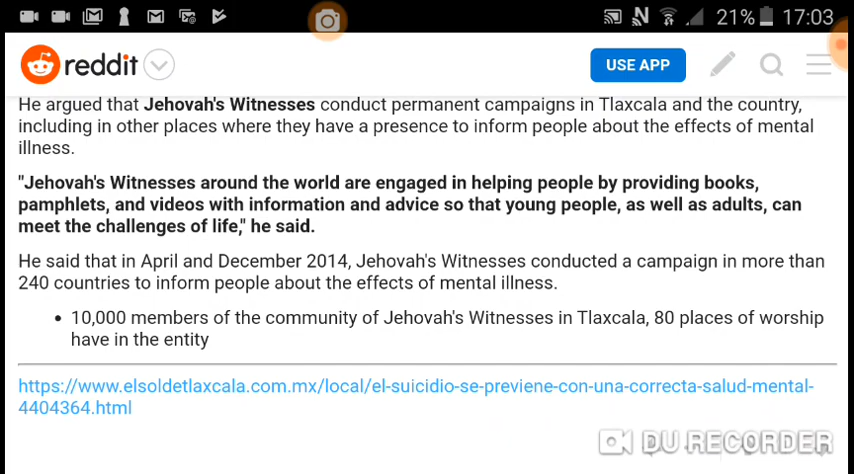 21% 17:03
reddit
USE APP
He argued that Jehovah's Witnesses conduct permanent campaigns in Tlaxcala and the country,
including in other places where they have a presence to inform people about the effects of mental
illness.
"Jehovah's Witnesses around the world are engaged in helping people by providing books,
pamphlets, and videos with information and advice so that young people, as well as adults, can
meet the challenges of life," he said.
He said that in April and December 2014, Jehovah's Witnesses conducted a campaign in more than
240 countries to inform people about the effects of mental illness.
• 10,000 members of the community of Jehovah's Witnesses in Tlaxcala, 80 places of worship
have in the entity
https://www.elsoldetlaxcala.com.mx/local/el-suicidio-se-previene-con-una-correcta-salud-mental-
4404364.html
DU RECORDER